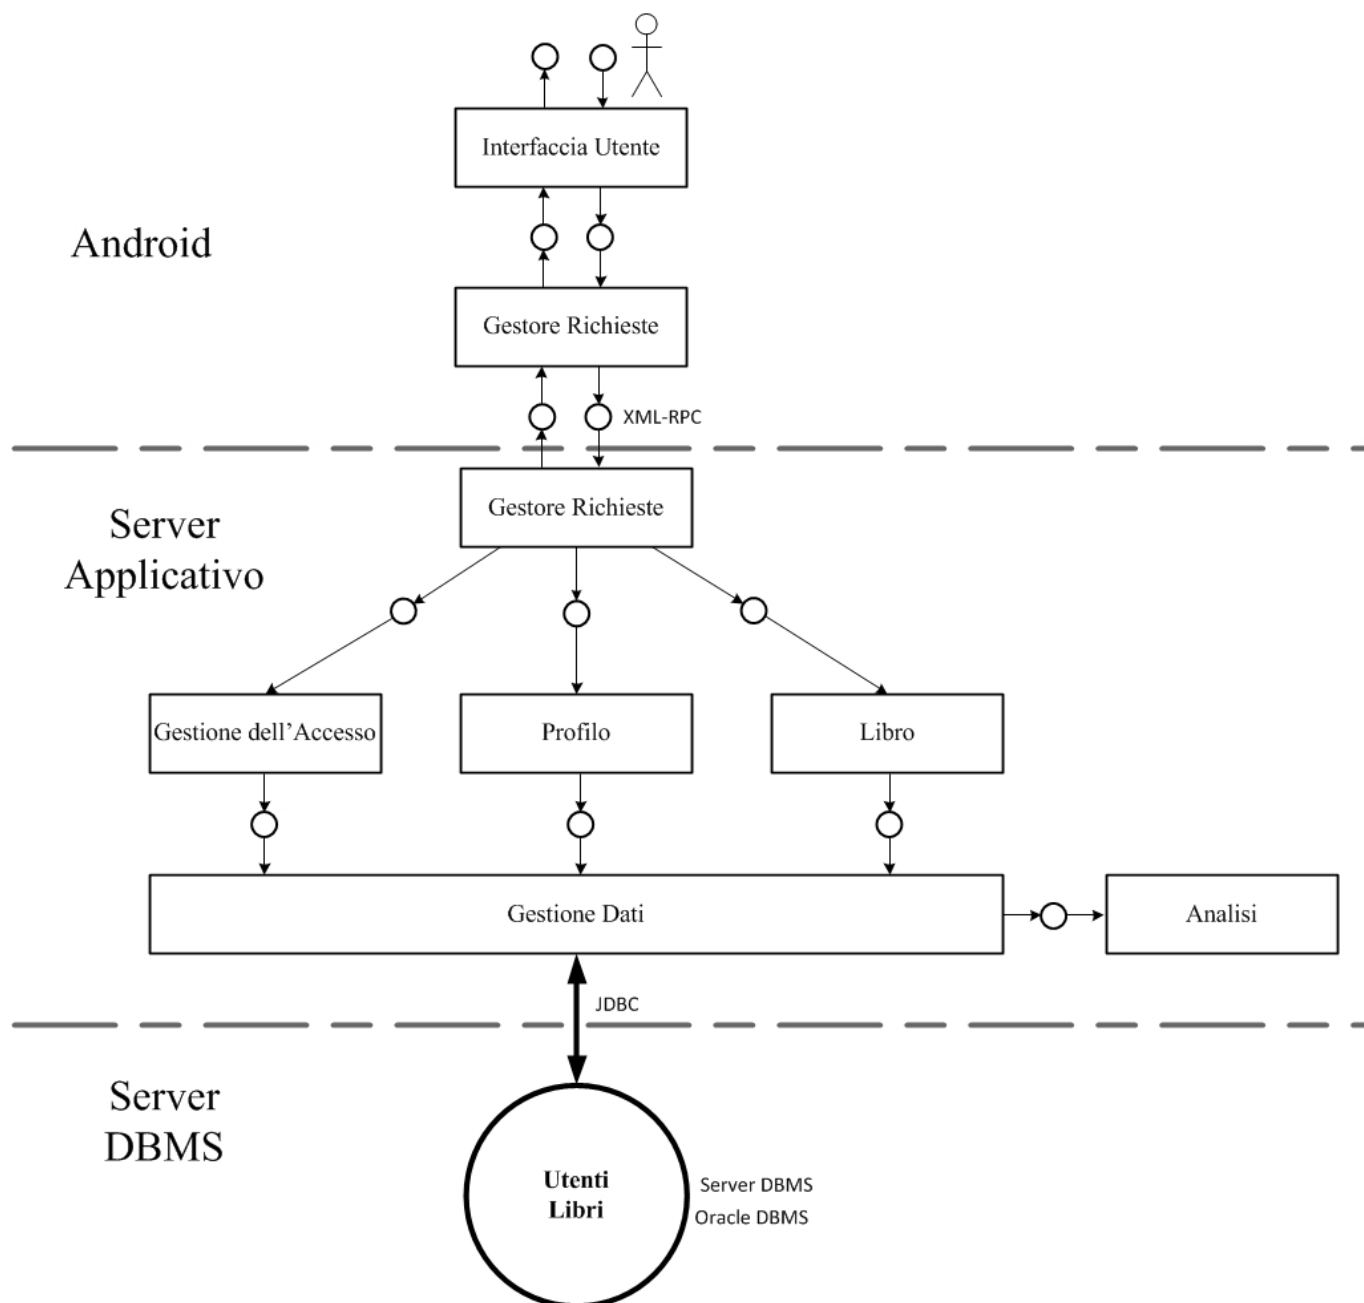 Interfaccia Utente
Android
Gestore Richieste
XML-RPC
Server
Applicativo
Gestore Richieste
Gestione dell’Accesso
Profilo
Libro
Gestione Dati
Analisi
JDBC
Server
DBMS
Utenti
Libri
Server DBMS
Oracle DBMS